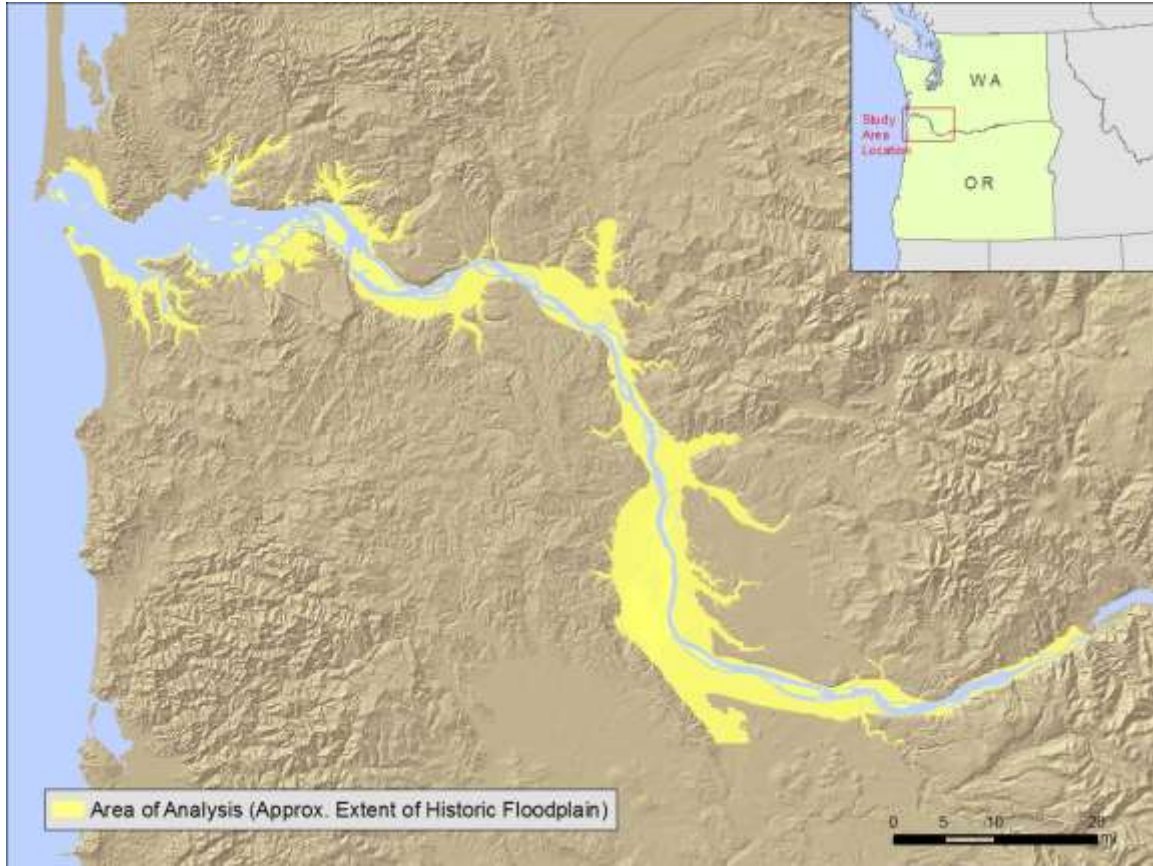 WA
Study
Area
Location
OR
Area of Analysis (Approx. Extent of Historic Floodplain)
0 5 10 20
mi